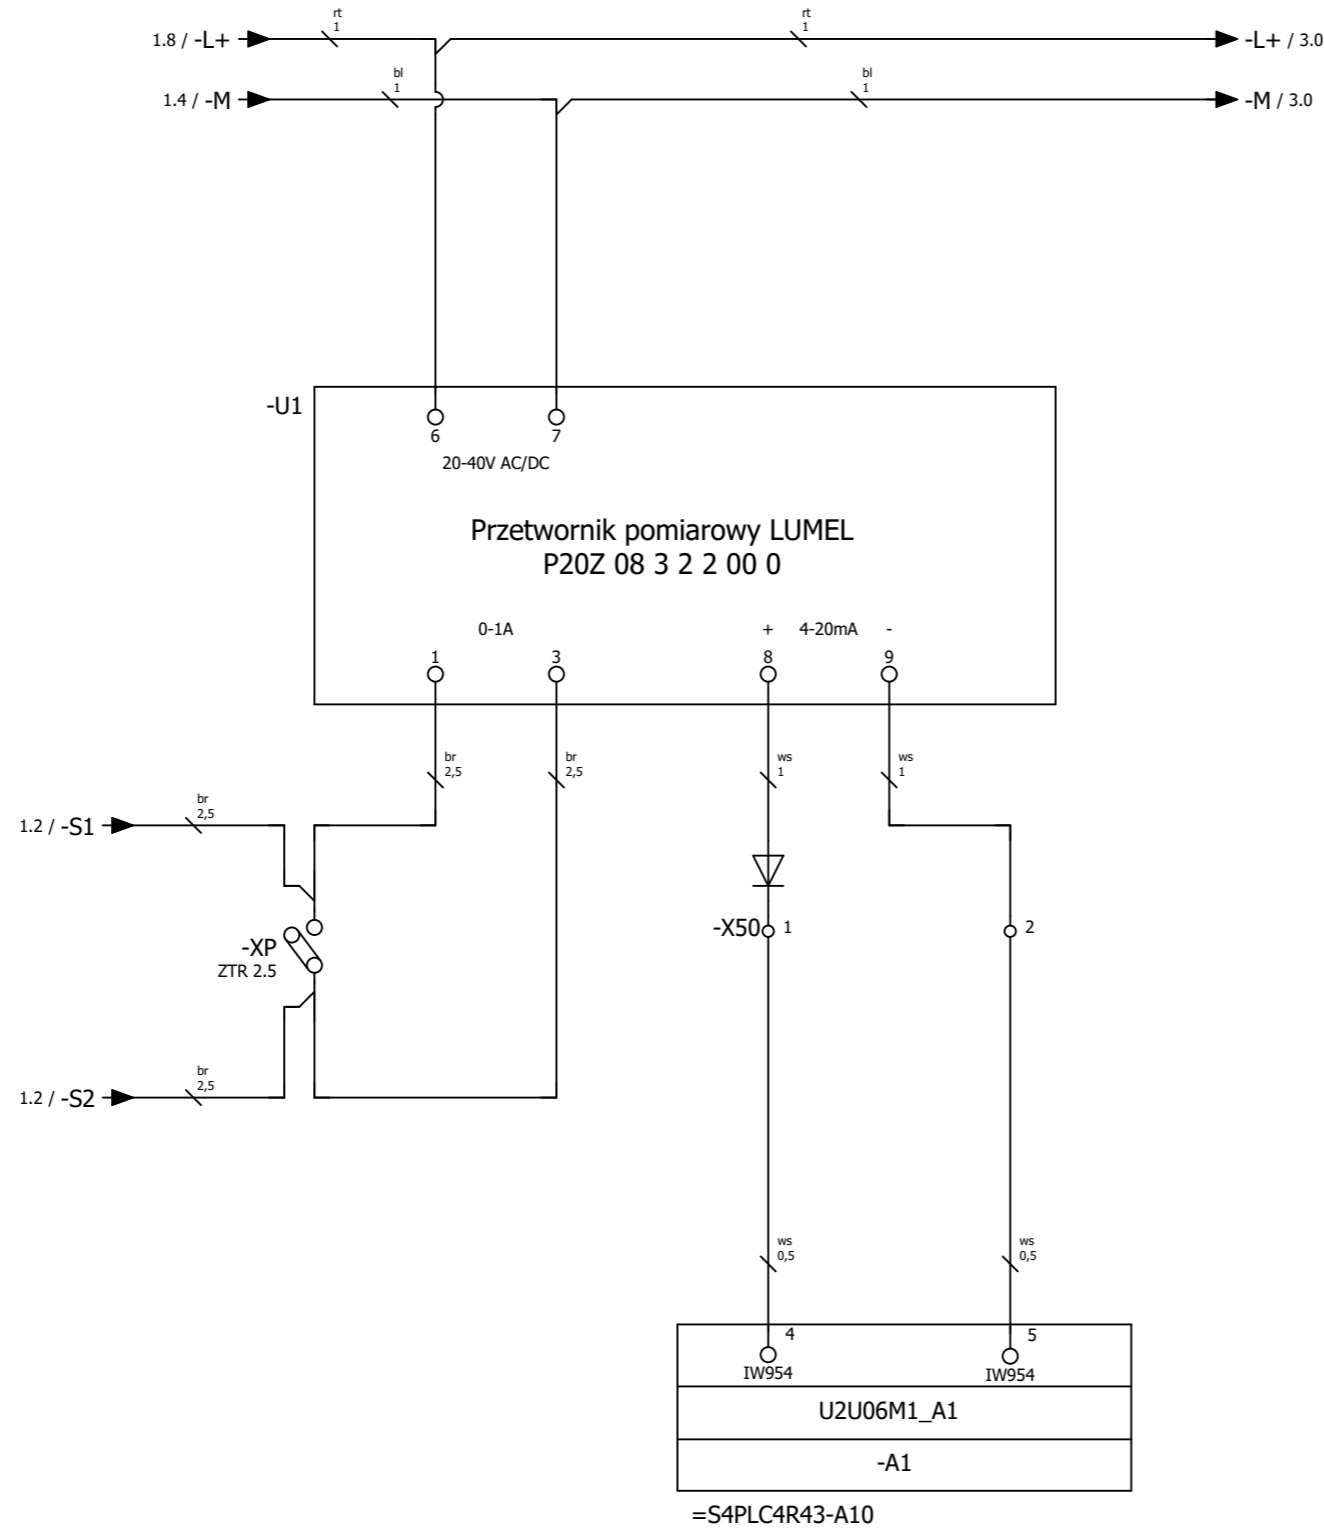 rt
1
rt
1
1.8 / -L+
-L+ / 3.0
bl
1
bl
1
1.4 / -M
-M / 3.0
-U1
6
7
20-40V AC/DC
Przetwornik pomiarowy LUMEL
P20Z 08 3 2 2 00 0
0-1A
+ 4-20mA -
1
3
8
9
br
2,5
br
2,5
ws
1
ws
1
br
2,5
1.2 / -S1
-X50
1
2
-XP
ZTR 2.5
br
2,5
1.2 / -S2
ws
0,5
ws
0,5
4
5
IW954
IW954
U2U06M1_A1
-A1
=S4PLC4R43-A10